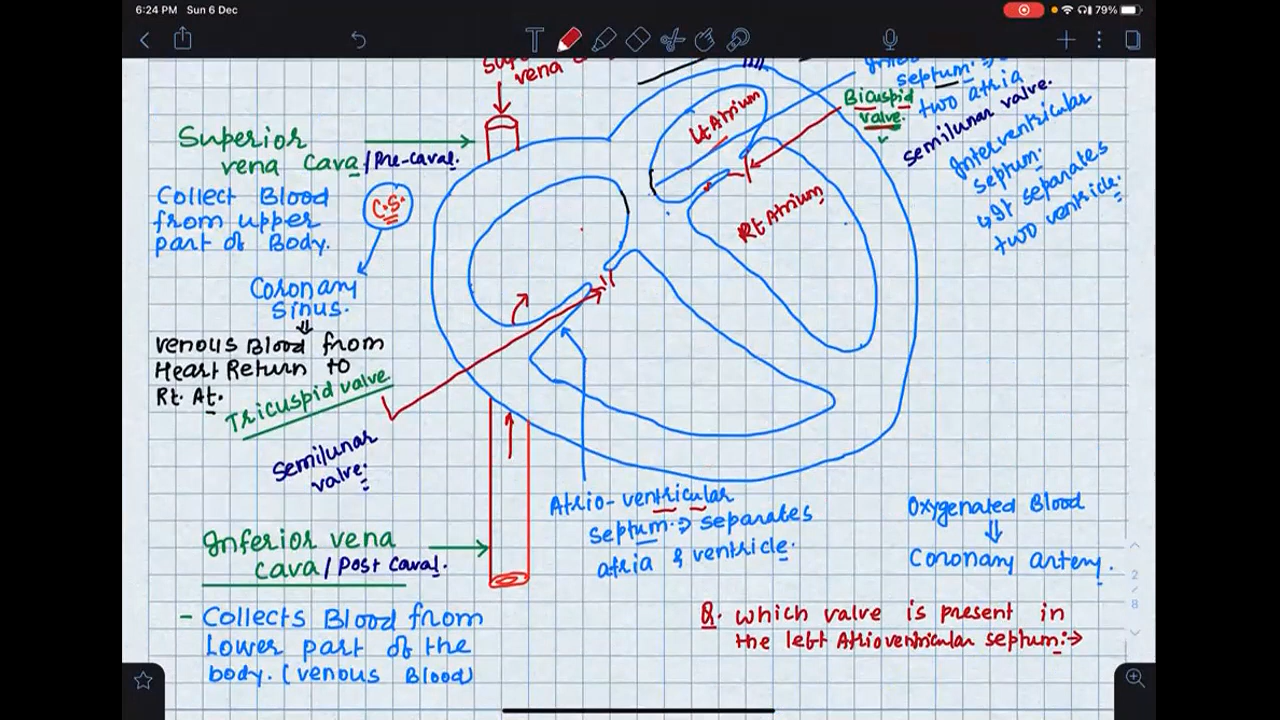 6:24 PM Sun 6 Dec
79%
vena
Superior
vena Cava / Pre-caval.
Collect Blood
from upper
part of Body.
C.S.
Coronary
Sinus.
⇓
venous Blood from
Heart Return to
Rt. At.
Tricuspid valve
Semilunar
valve.
Inferior vena
cava / Post Caval.
- Collects Blood from
Lower part of the
body. (venous Blood)
Lt Atrium
Rt Atrium
septum ⇒
two atria
Bicuspid
valve.
semilunar valve.
Interventricular
septum.
↳ It separates
two ventricle.
Atrio-ventricular
septum ⇒ separates
atria & ventricle.
Oxygenated Blood
⇓
Coronary artery.
Q. which valve is present in
the left Atrioventricular septum :→
2
8